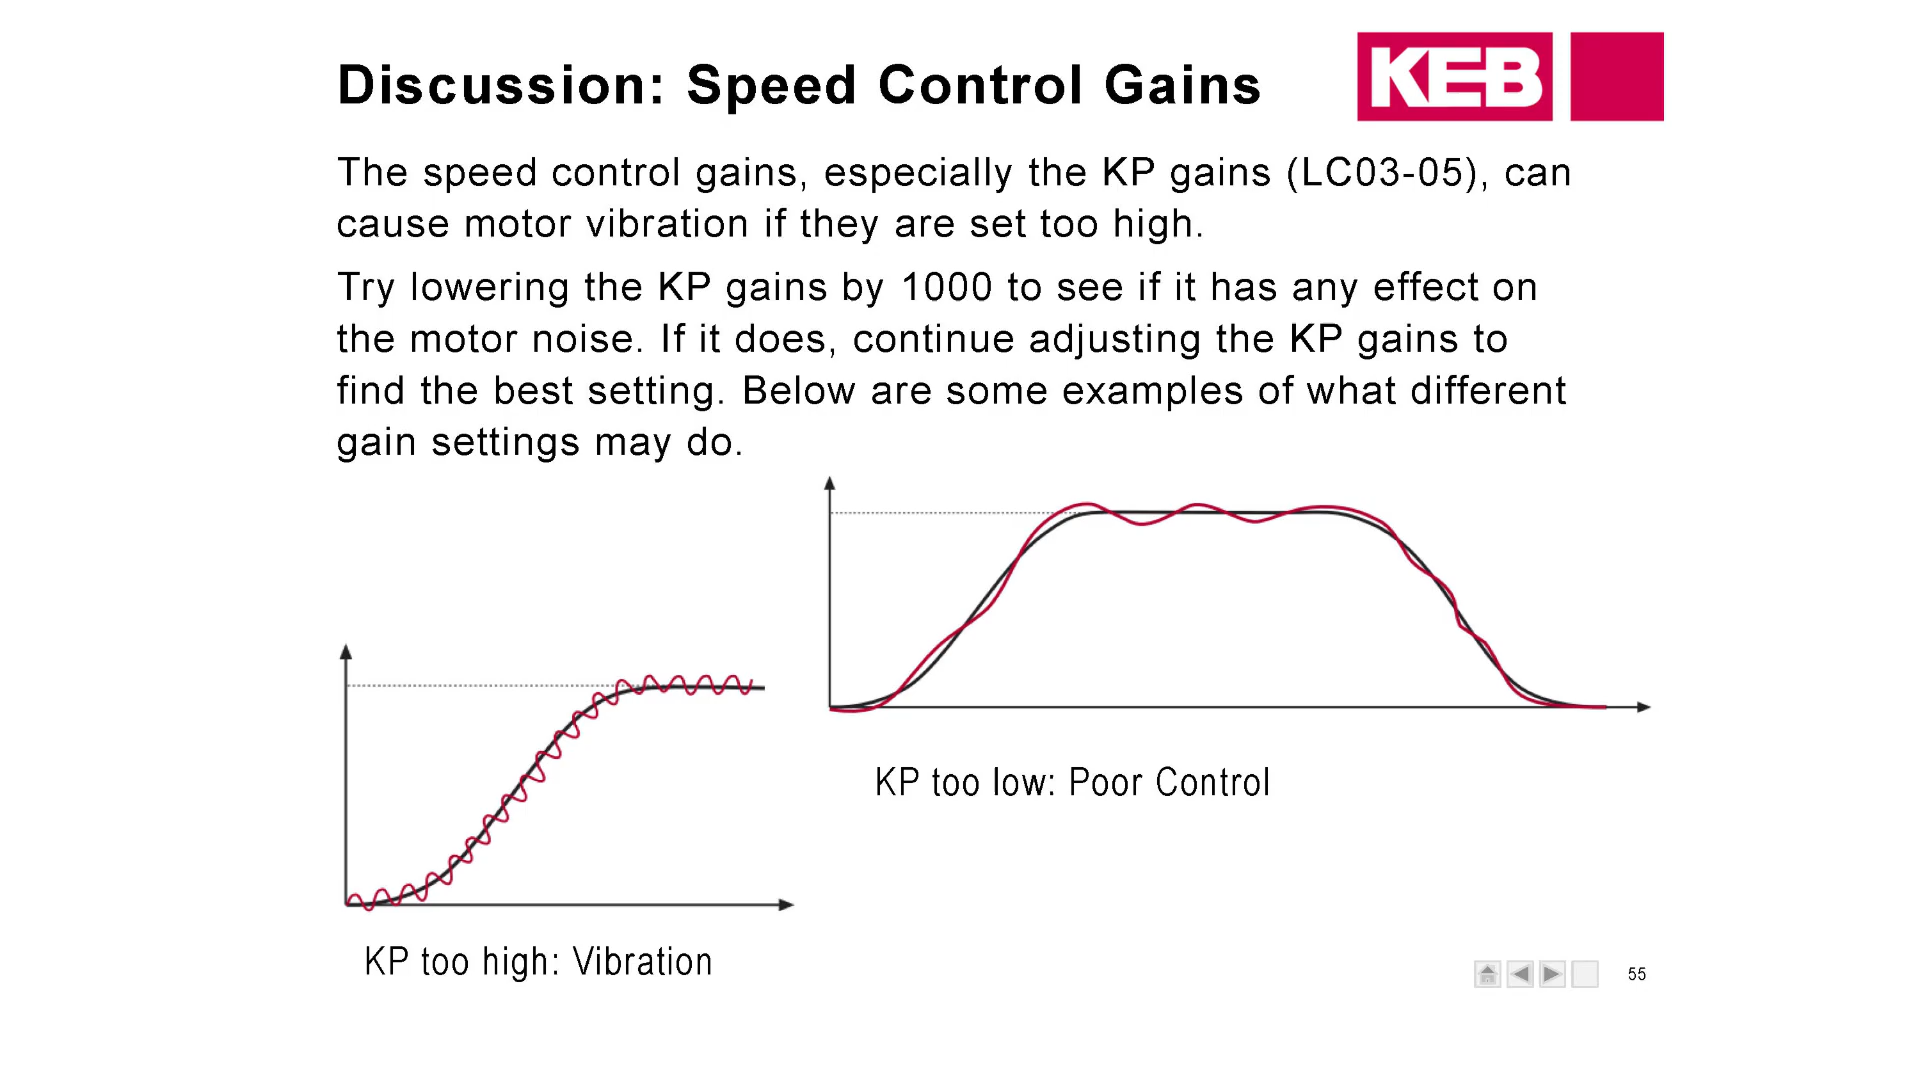 Discussion: Speed Control Gains
KEB
The speed control gains, especially the KP gains (LC03-05), can
cause motor vibration if they are set too high.
Try lowering the KP gains by 1000 to see if it has any effect on
the motor noise. If it does, continue adjusting the KP gains to
find the best setting. Below are some examples of what different
gain settings may do.
KP too low: Poor Control
KP too high: Vibration
55